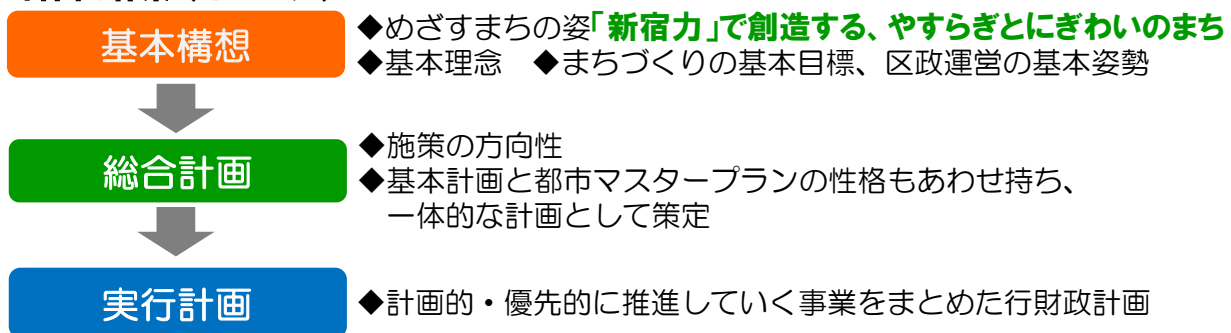 基本構想
◆めざすまちの姿「新宿力」で創造する、やすらぎとにぎわいのまち
◆基本理念　◆まちづくりの基本目標、区政運営の基本姿勢
総合計画
◆施策の方向性
◆基本計画と都市マスタープランの性格もあわせ持ち、
一体的な計画として策定
実行計画
◆計画的・優先的に推進していく事業をまとめた行財政計画